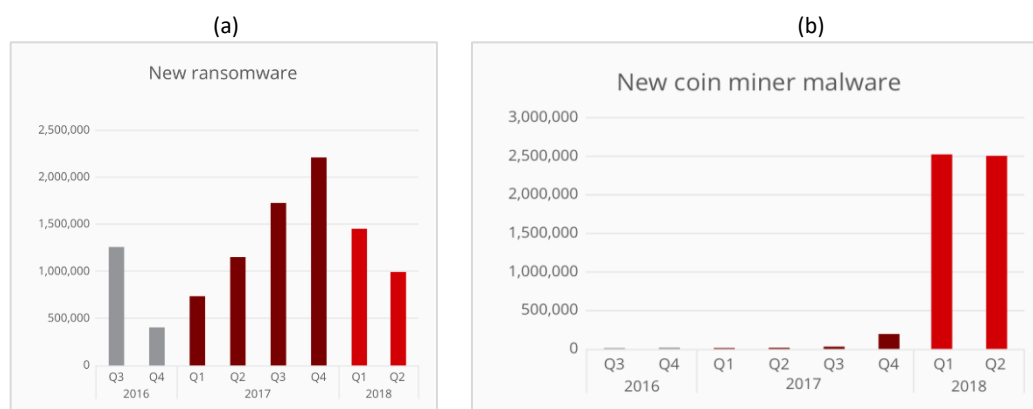 (a)
New ransomware
2,500,000
2,000,000
1,500,000
1,000,000
500,000
0
Q3 Q4 Q1 Q2 Q3 Q4 Q1 Q2
2016 2017 2018
(b)
New coin miner malware
3,000,000
2,500,000
2,000,000
1,500,000
1,000,000
500,000
0
Q3 Q4 Q1 Q2 Q3 Q4 Q1 Q2
2016 2017 2018